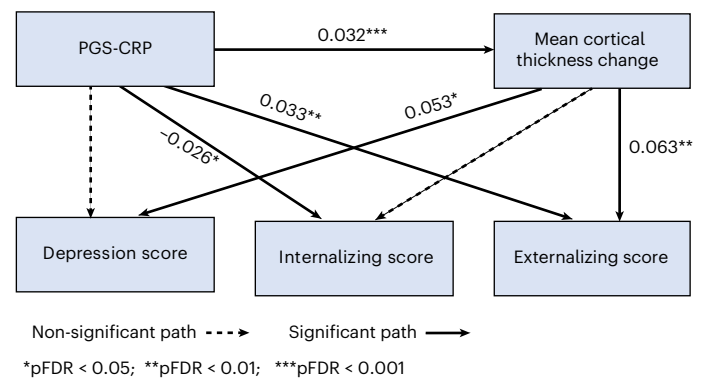 PGS-CRP
0.032***
Mean cortical
thickness change
0.033**
0.053*
−0.026*
0.063**
Depression score
Internalizing score
Externalizing score
Non-significant path
Significant path
*pFDR < 0.05; **pFDR < 0.01; ***pFDR < 0.001